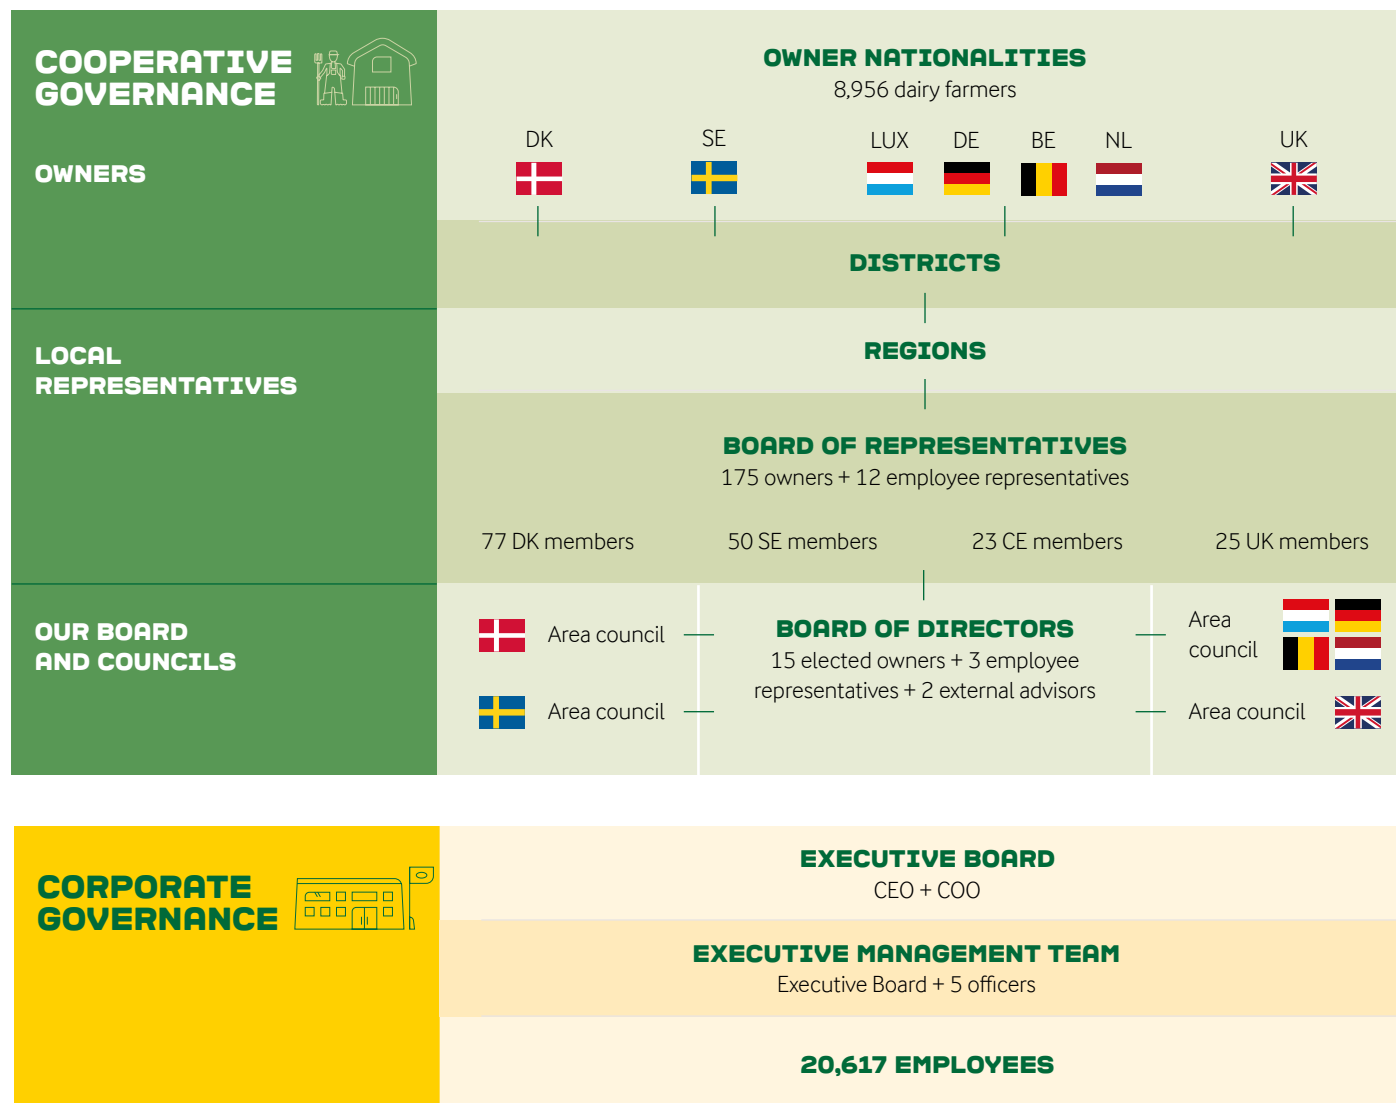 COOPERATIVE
GOVERNANCE
OWNERS
OWNER NATIONALITIES
8,956 dairy farmers
DK SE LUX DE BE NL UK
DISTRICTS
LOCAL
REPRESENTATIVES
REGIONS
BOARD OF REPRESENTATIVES
175 owners + 12 employee representatives
77 DK members 50 SE members 23 CE members 25 UK members
OUR BOARD
AND COUNCILS
Area council
Area council
BOARD OF DIRECTORS
15 elected owners + 3 employee
representatives + 2 external advisors
Area
council
Area council
CORPORATE
GOVERNANCE
EXECUTIVE BOARD
CEO + COO
EXECUTIVE MANAGEMENT TEAM
Executive Board + 5 officers
20,617 EMPLOYEES